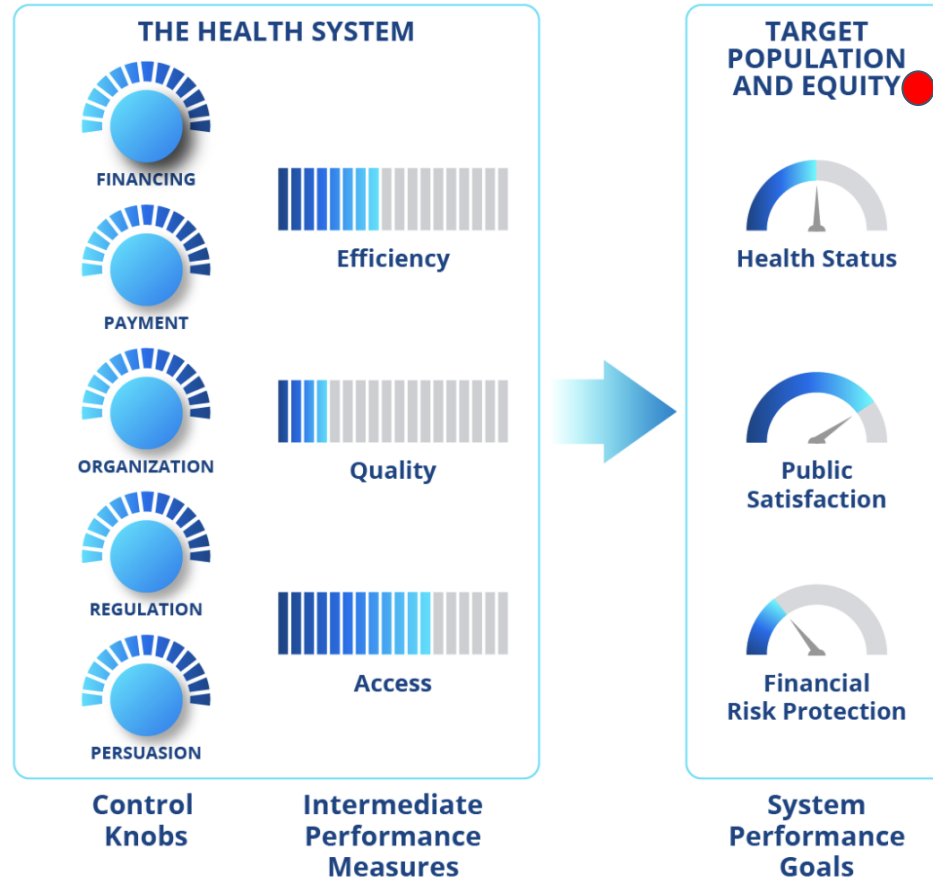 THE HEALTH SYSTEM
FINANCING
PAYMENT
ORGANIZATION
REGULATION
PERSUASION
Efficiency
Quality
Access
TARGET
POPULATION
AND EQUITY
Health Status
Public
Satisfaction
Financial
Risk Protection
Control
Knobs
Intermediate
Performance
Measures
System
Performance
Goals